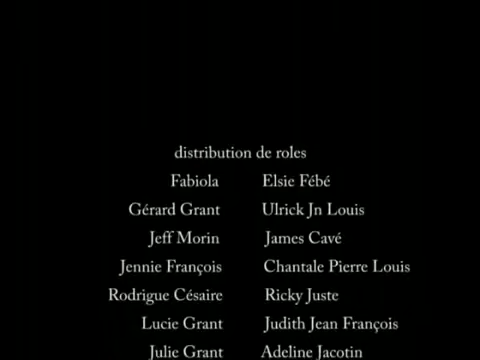 distribution de roles
Fabiola Elsie Fébé
Gérard Grant Ulrick Jn Louis
Jeff Morin James Cavé
Jennie François Chantale Pierre Louis
Rodrigue Césaire Ricky Juste
Lucie Grant Judith Jean François
Julie Grant Adeline Jacotin